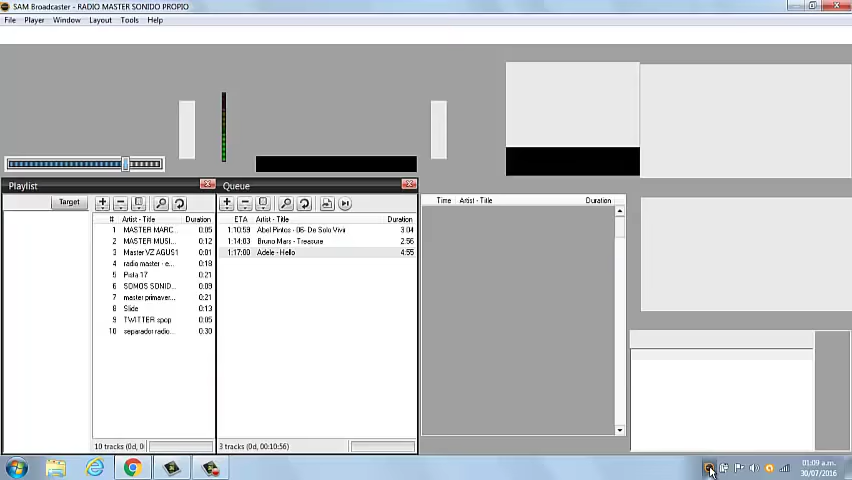 SAM Broadcaster - RADIO MASTER SONIDO PROPIO
File Player Window Layout Tools Help
Playlist
Queue
Target
# Artist - Title Duration
1 MASTER MARC... 0:05
2 MASTER MUSI... 0:12
3 Master VZ AGUS1 0:01
4 radio master - e... 0:18
5 Pista 17 0:21
6 SOMOS SONID... 0:09
7 master primaver... 0:21
8 Slide 0:13
9 TWITTER spop 0:05
10 separador radio... 0:30
10 tracks (0d, 0
ETA Artist - Title Duration
1:10:59 Abel Pintos - 06- De Solo Vivir 3:04
1:14:03 Bruno Mars - Treasure 2:56
1:17:00 Adele - Hello 4:55
3 tracks (0d, 00:10:56)
Time Artist - Title Duration
01:09 a.m.
30/07/2016